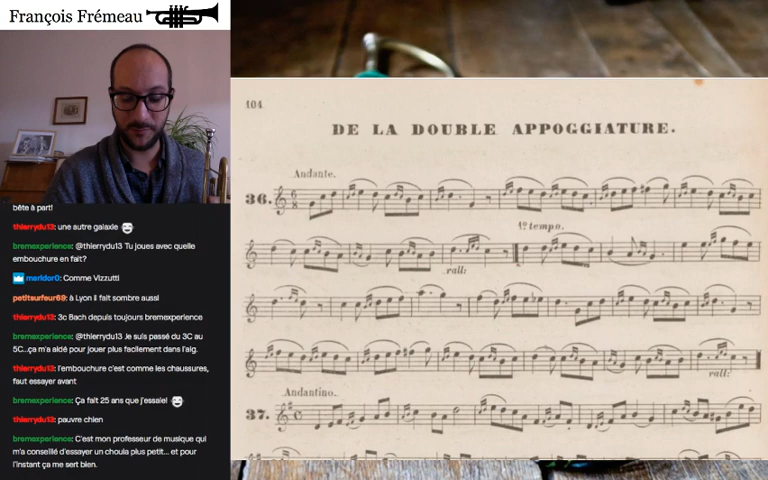 François Frémeau
bête à part!
thierrydu13: une autre galaxie
bremexperience: @thierrydu13 Tu joues avec quelle
embouchure en fait?
markdor0: Comme Vizzutti
petitsurfeur69: à Lyon il fait sombre aussi
thierrydu13: 3c Bach depuis toujours bremexperience
bremexperience: @thierrydu13 Je suis passé du 3C au
5C...ça m'a aidé pour jouer plus facilement dans l'aig.
thierrydu13: l'embouchure c'est comme les chaussures,
faut essayer avant
bremexperience: Ça fait 25 ans que j'essaie!
thierrydu13: pauvre chien
bremexperience: C'est mon professeur de musique qui
m'a conseillé d'essayer un chouia plus petit... et pour
l'instant ça me sert bien.
104
DE LA DOUBLE APPOGGIATURE.
Andante.
36.
1º tempo.
rall:
rall:
Andantino.
37.